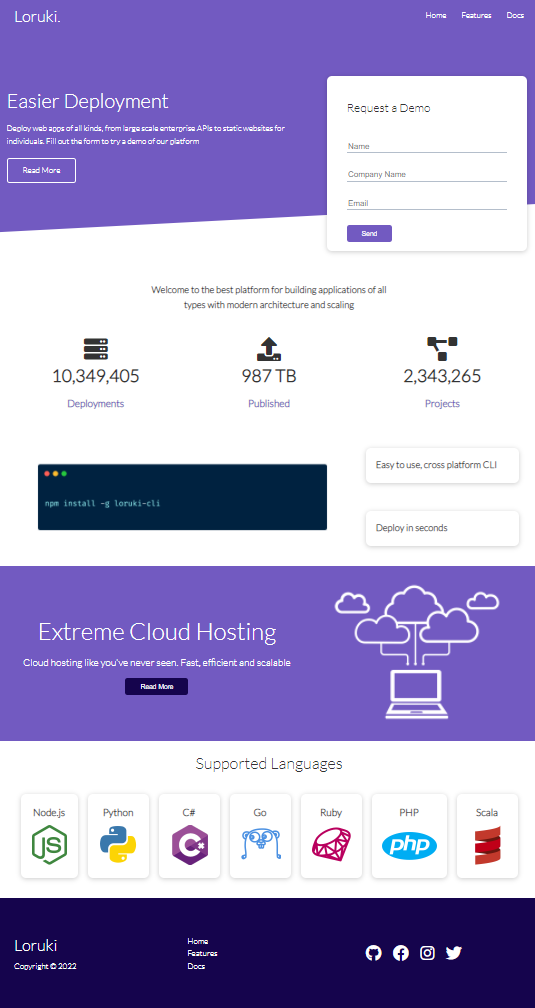 Loruki.
Home Features Docs
Easier Deployment
Deploy web apps of all kinds, from large scale enterprise APIs to static websites for
individuals. Fill out the form to try a demo of our platform
Read More
Request a Demo
Name
Company Name
Email
Send
Welcome to the best platform for building applications of all
types with modern architecture and scaling
10,349,405
Deployments
987 TB
Published
2,343,265
Projects
npm install -g loruki-cli
Easy to use, cross platform CLI
Deploy in seconds
Extreme Cloud Hosting
Cloud hosting like you've never seen. Fast, efficient and scalable
Read More
Supported Languages
Node.js
JS
Python
C#
C#
Go
Ruby
PHP
php
Scala
Loruki
Copyright © 2022
Home
Features
Docs